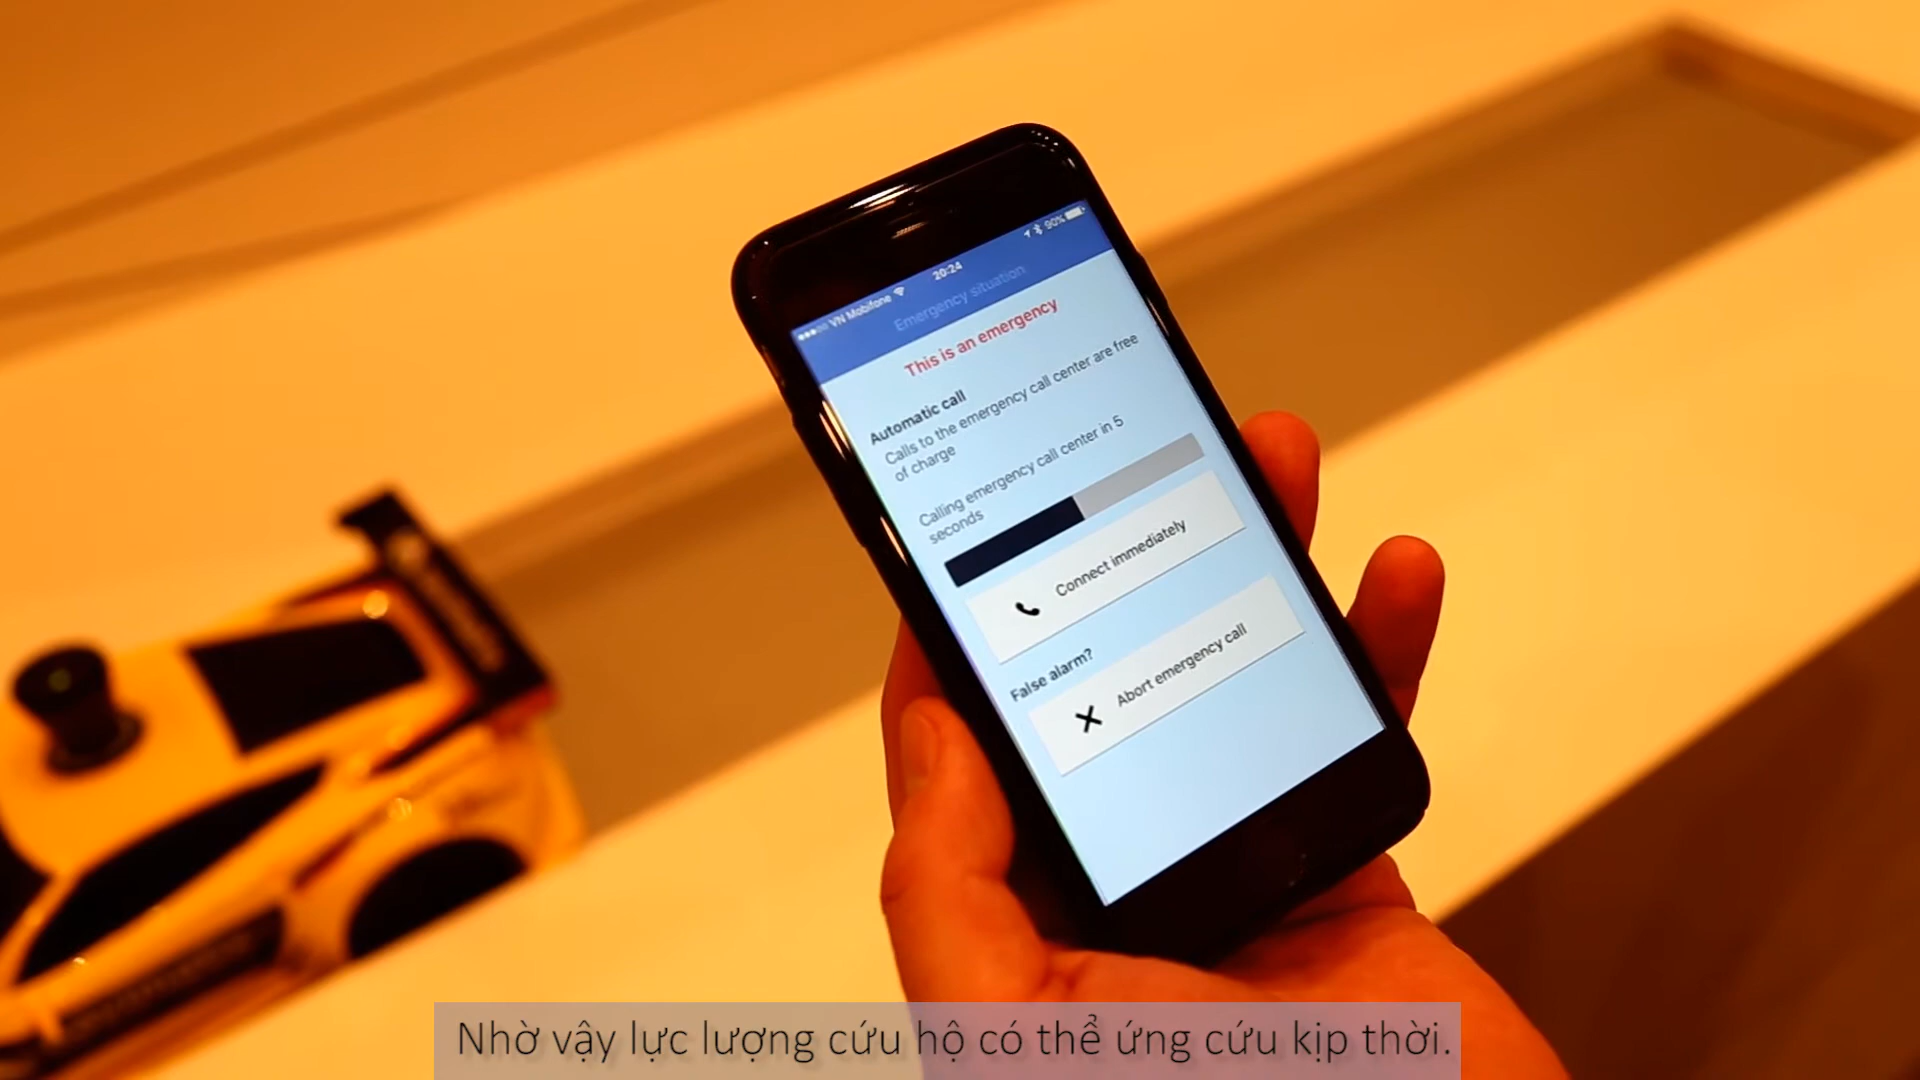 VN Mobifone
20:24
90%
Emergency situation
This is an emergency
Automatic call
Calls to the emergency call center are free
of charge
Calling emergency call center in 5
seconds
Connect immediately
False alarm?
Abort emergency call
Nhờ vậy lực lượng cứu hộ có thể ứng cứu kịp thời.